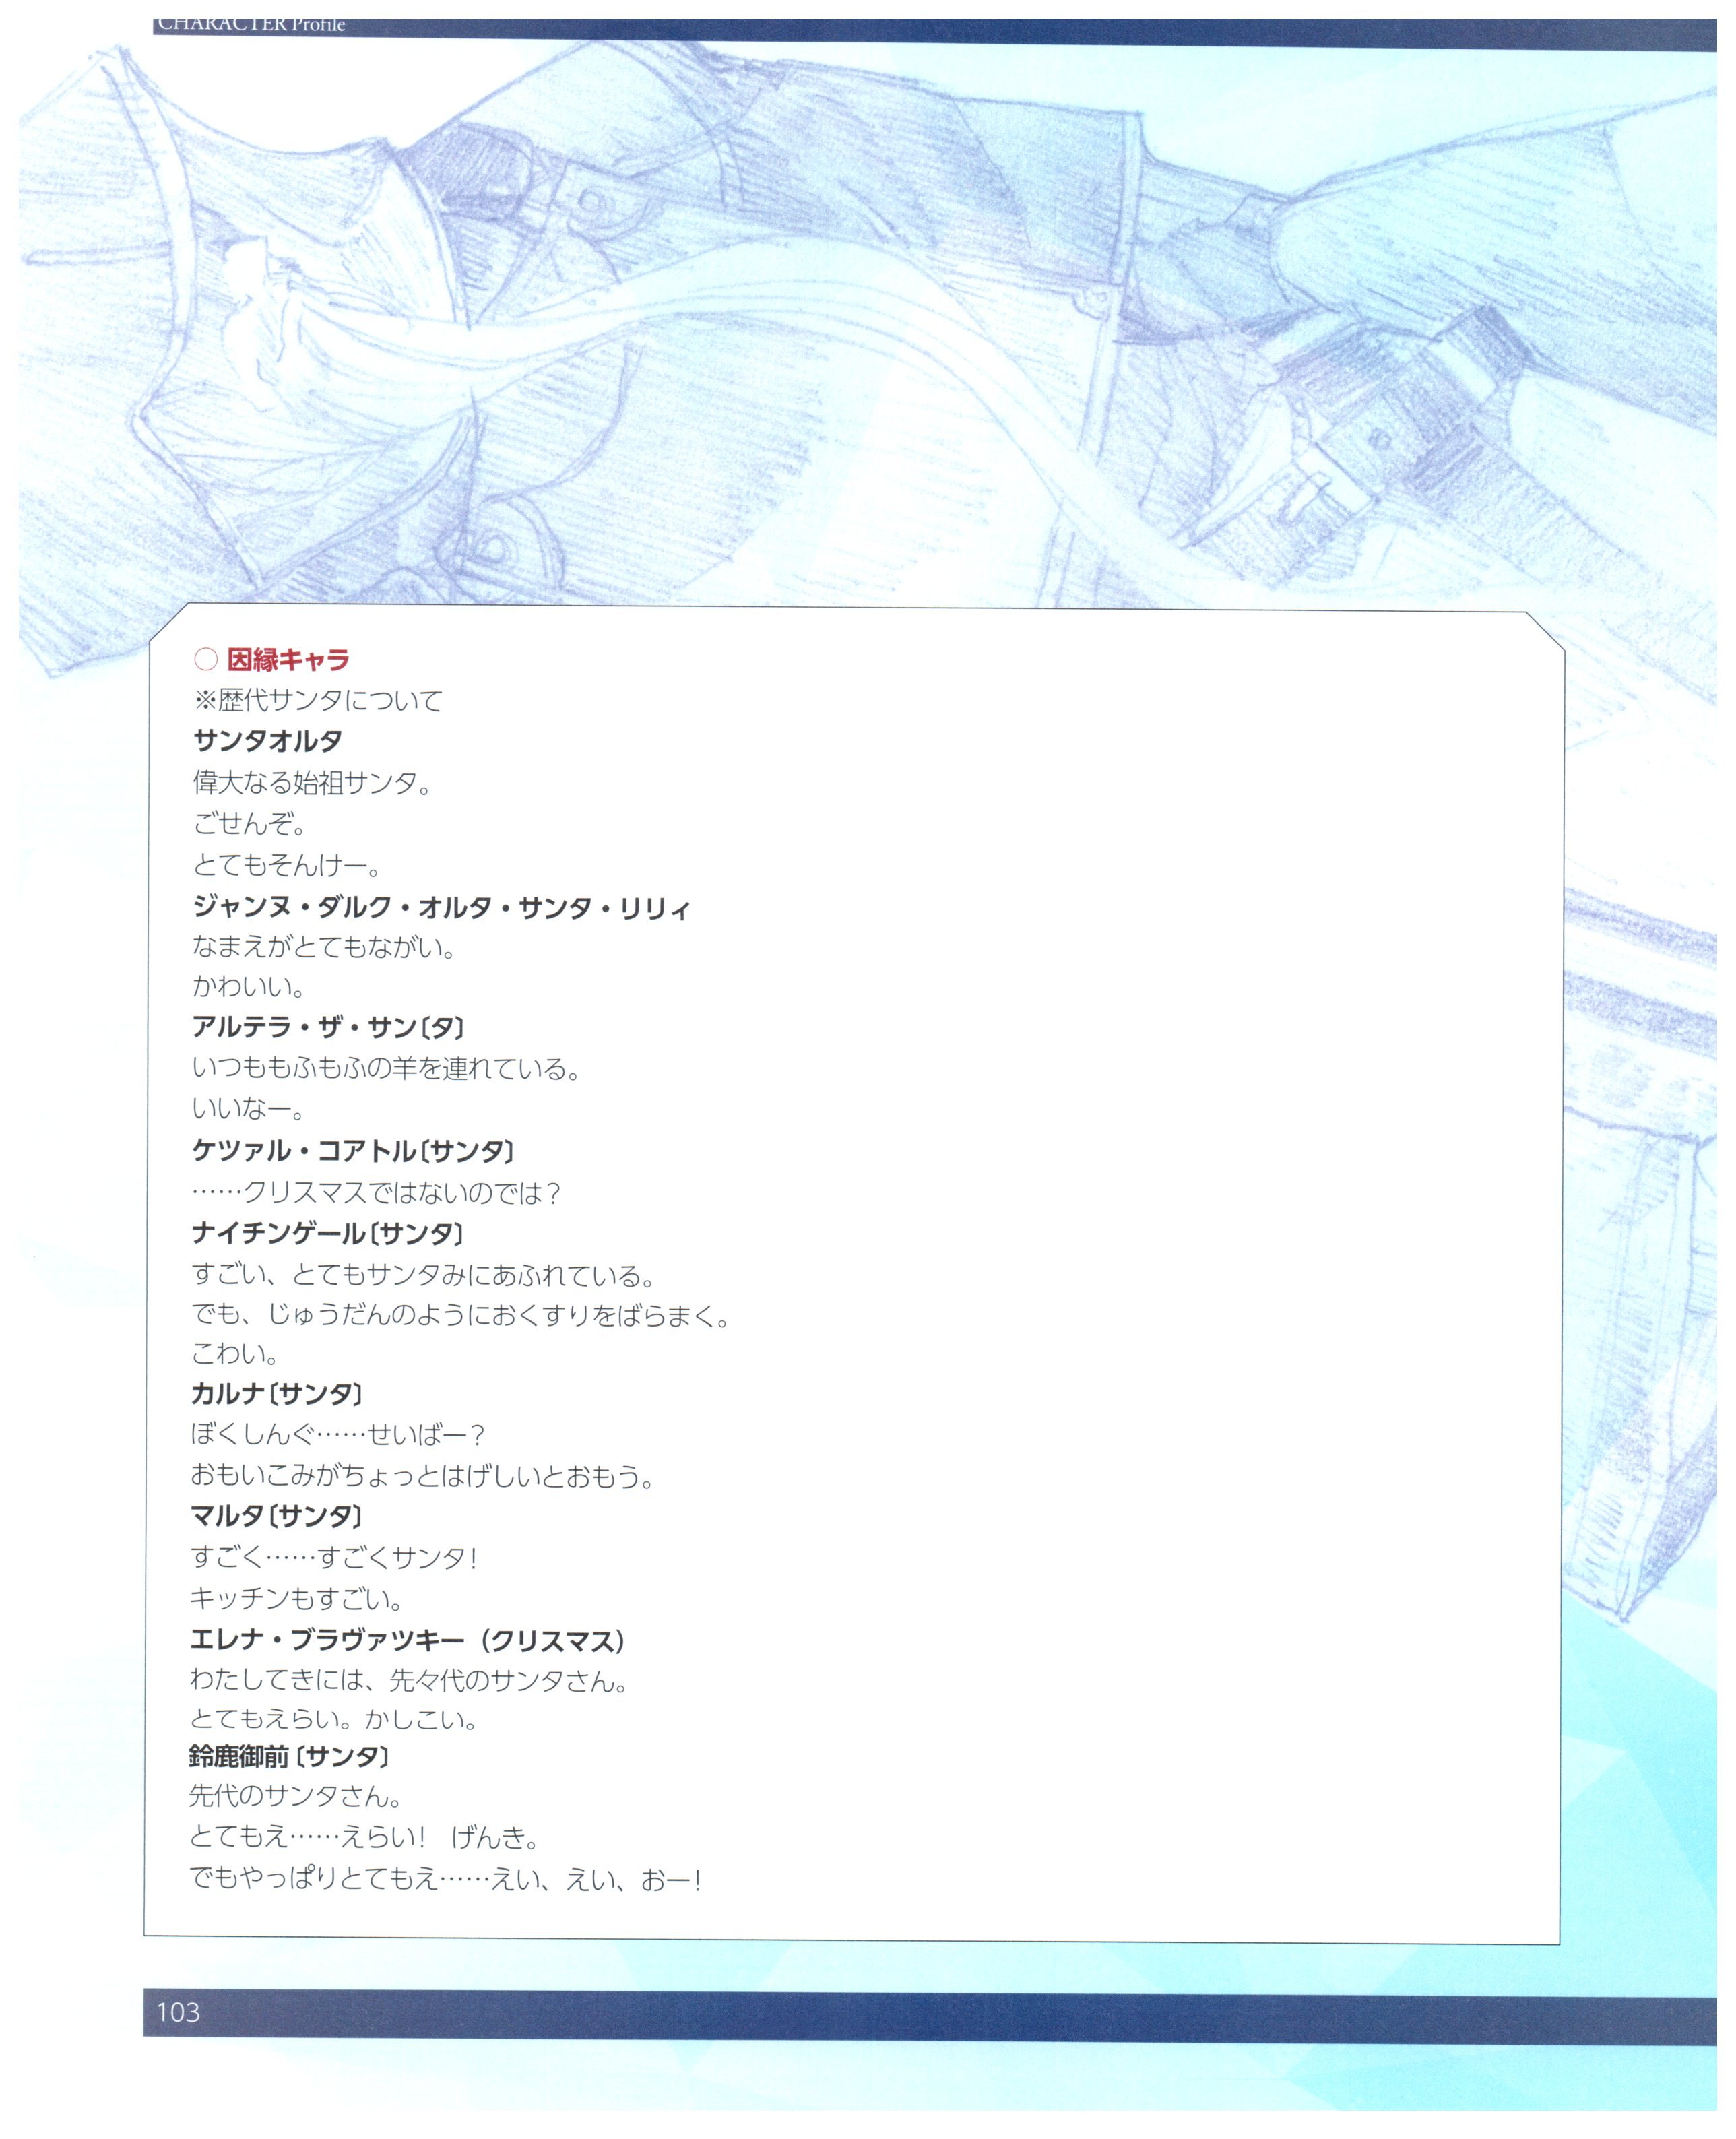 CHARACTER Profile
○ 因縁キャラ
※歴代サンタについて
サンタオルタ
偉大なる始祖サンタ。
ごせんぞ。
とてもそんけー。
ジャンヌ・ダルク・オルタ・サンタ・リリィ
なまえがとてもながい。
かわいい。
アルテラ・ザ・サン〔タ〕
いつももふもふの羊を連れている。
いいなー。
ケツァル・コアトル〔サンタ〕
……クリスマスではないのでは?
ナイチンゲール〔サンタ〕
すごい、とてもサンタみにあふれている。
でも、じゅうだんのようにおくすりをばらまく。
こわい。
カルナ〔サンタ〕
ぼくしんぐ……せいばー?
おもいこみがちょっとはげしいとおもう。
マルタ〔サンタ〕
すごく……すごくサンタ!
キッチンもすごい。
エレナ・ブラヴァツキー（クリスマス）
わたしてきには、先々代のサンタさん。
とてもえらい。かしこい。
鈴鹿御前〔サンタ〕
先代のサンタさん。
とてもえ……えらい!　げんき。
でもやっぱりとてもえ……えい、えい、おー!
103